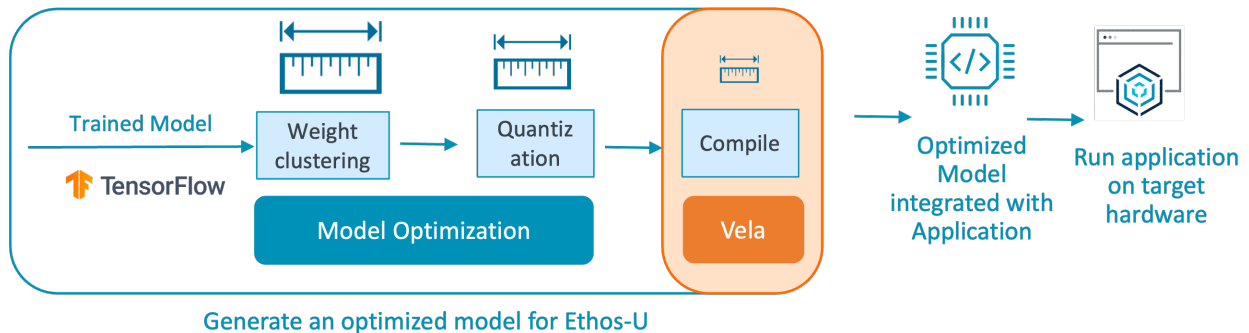 Trained Model
TensorFlow
Weight
clustering
Quantiz
ation
Model Optimization
Compile
Vela
</>
Optimized
Model
integrated with
Application
Run application
on target
hardware
Generate an optimized model for Ethos-U